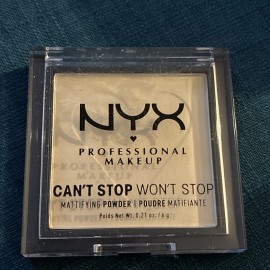 NYX
PROFESSIONAL
MAKEUP
CAN'T STOP WON'T STOP
MATTIFYING POWDER | POUDRE MATIFIANTE
Poids Net Wt. 0.21 oz / 6 g